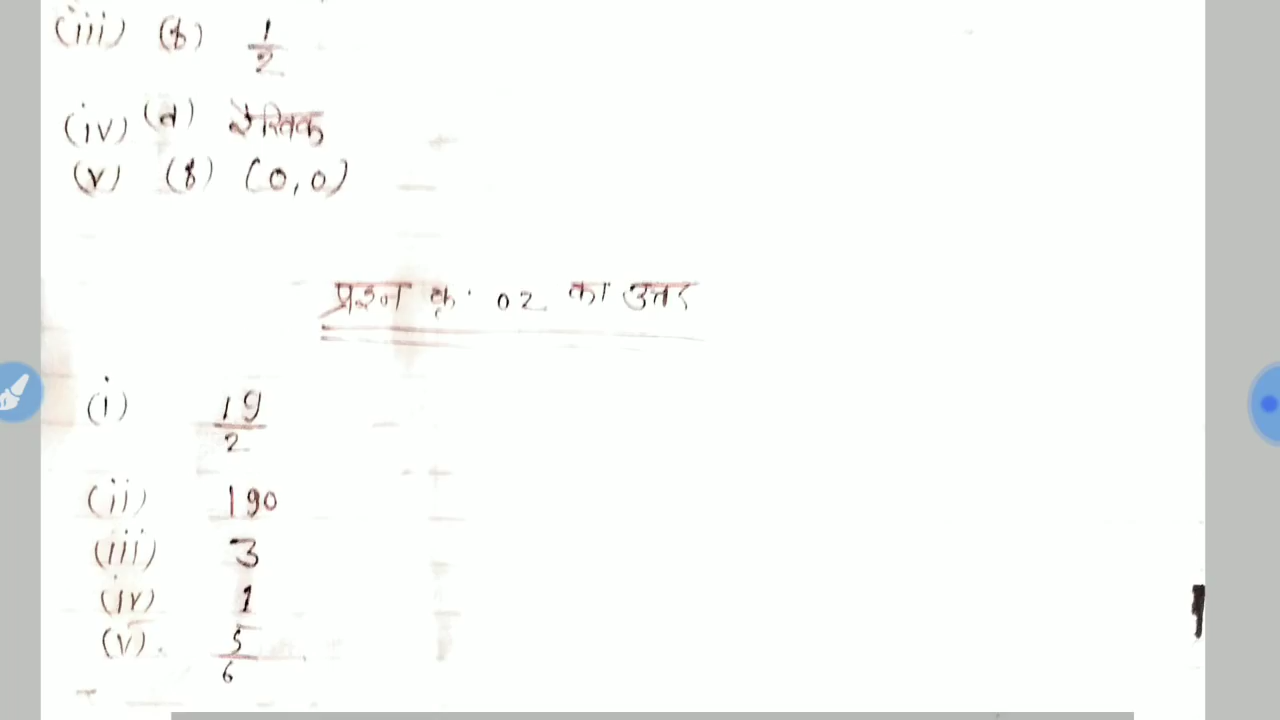 (iii) (b) 1/2
(iv) (d) रैखिक
(v) (b) (0,0)
प्रश्न क्र. 02 का उत्तर
(i) 19/2
(ii) 190
(iii) 3
(iv) 1
(v) 5/6